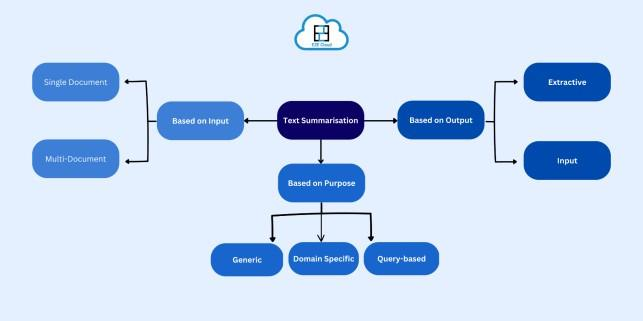 E2E Cloud
Single Document
Extractive
Based on Input
Text Summarisation
Based on Output
Multi-Document
Input
Based on Purpose
Generic
Domain Specific
Query-based